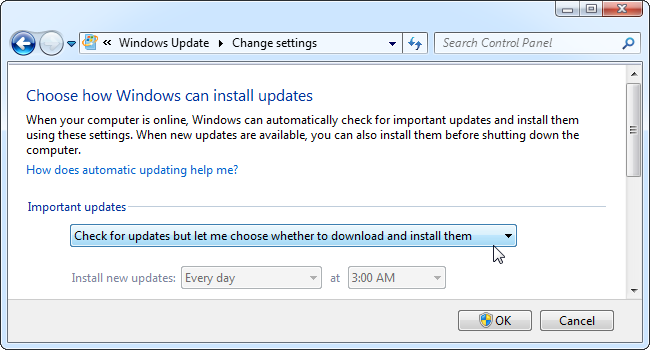 Windows Update
Change settings
Search Control Panel
Choose how Windows can install updates
When your computer is online, Windows can automatically check for important updates and install them
using these settings. When new updates are available, you can also install them before shutting down the
computer.
How does automatic updating help me?
Important updates
Check for updates but let me choose whether to download and install them
Install new updates: Every day at 3:00 AM
OK Cancel